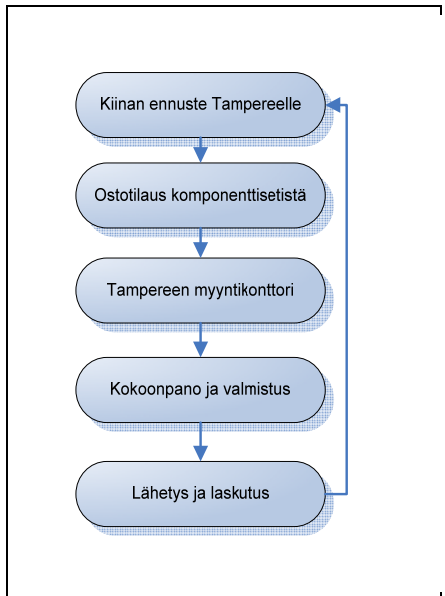 Kiinan ennuste Tampereelle
Ostotilaus komponenttisetistä
Tampereen myyntikonttori
Kokoonpano ja valmistus
Lähetys ja laskutus